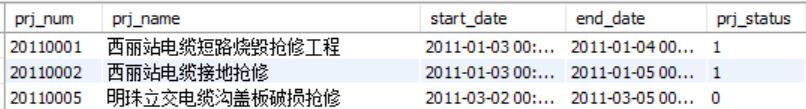 prj_num prj_name start_date end_date prj_status
20110001 西丽站电缆短路烧毁抢修工程 2011-01-03 00:... 2011-01-04 00... 1
20110002 西丽站电缆接地抢修 2011-01-03 00:... 2011-01-05 00... 1
20110005 明珠立交电缆沟盖板破损抢修 2011-03-02 00:... 2011-03-05 00... 0